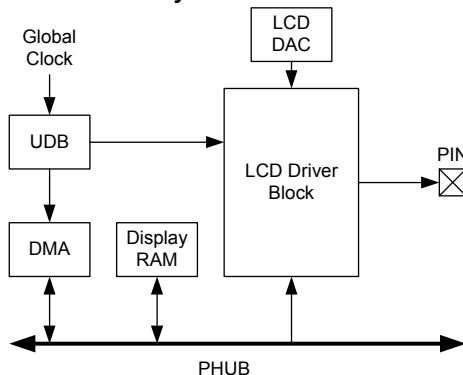 LCD
DAC
Global
Clock
UDB
LCD Driver
Block
PIN
DMA
Display
RAM
PHUB